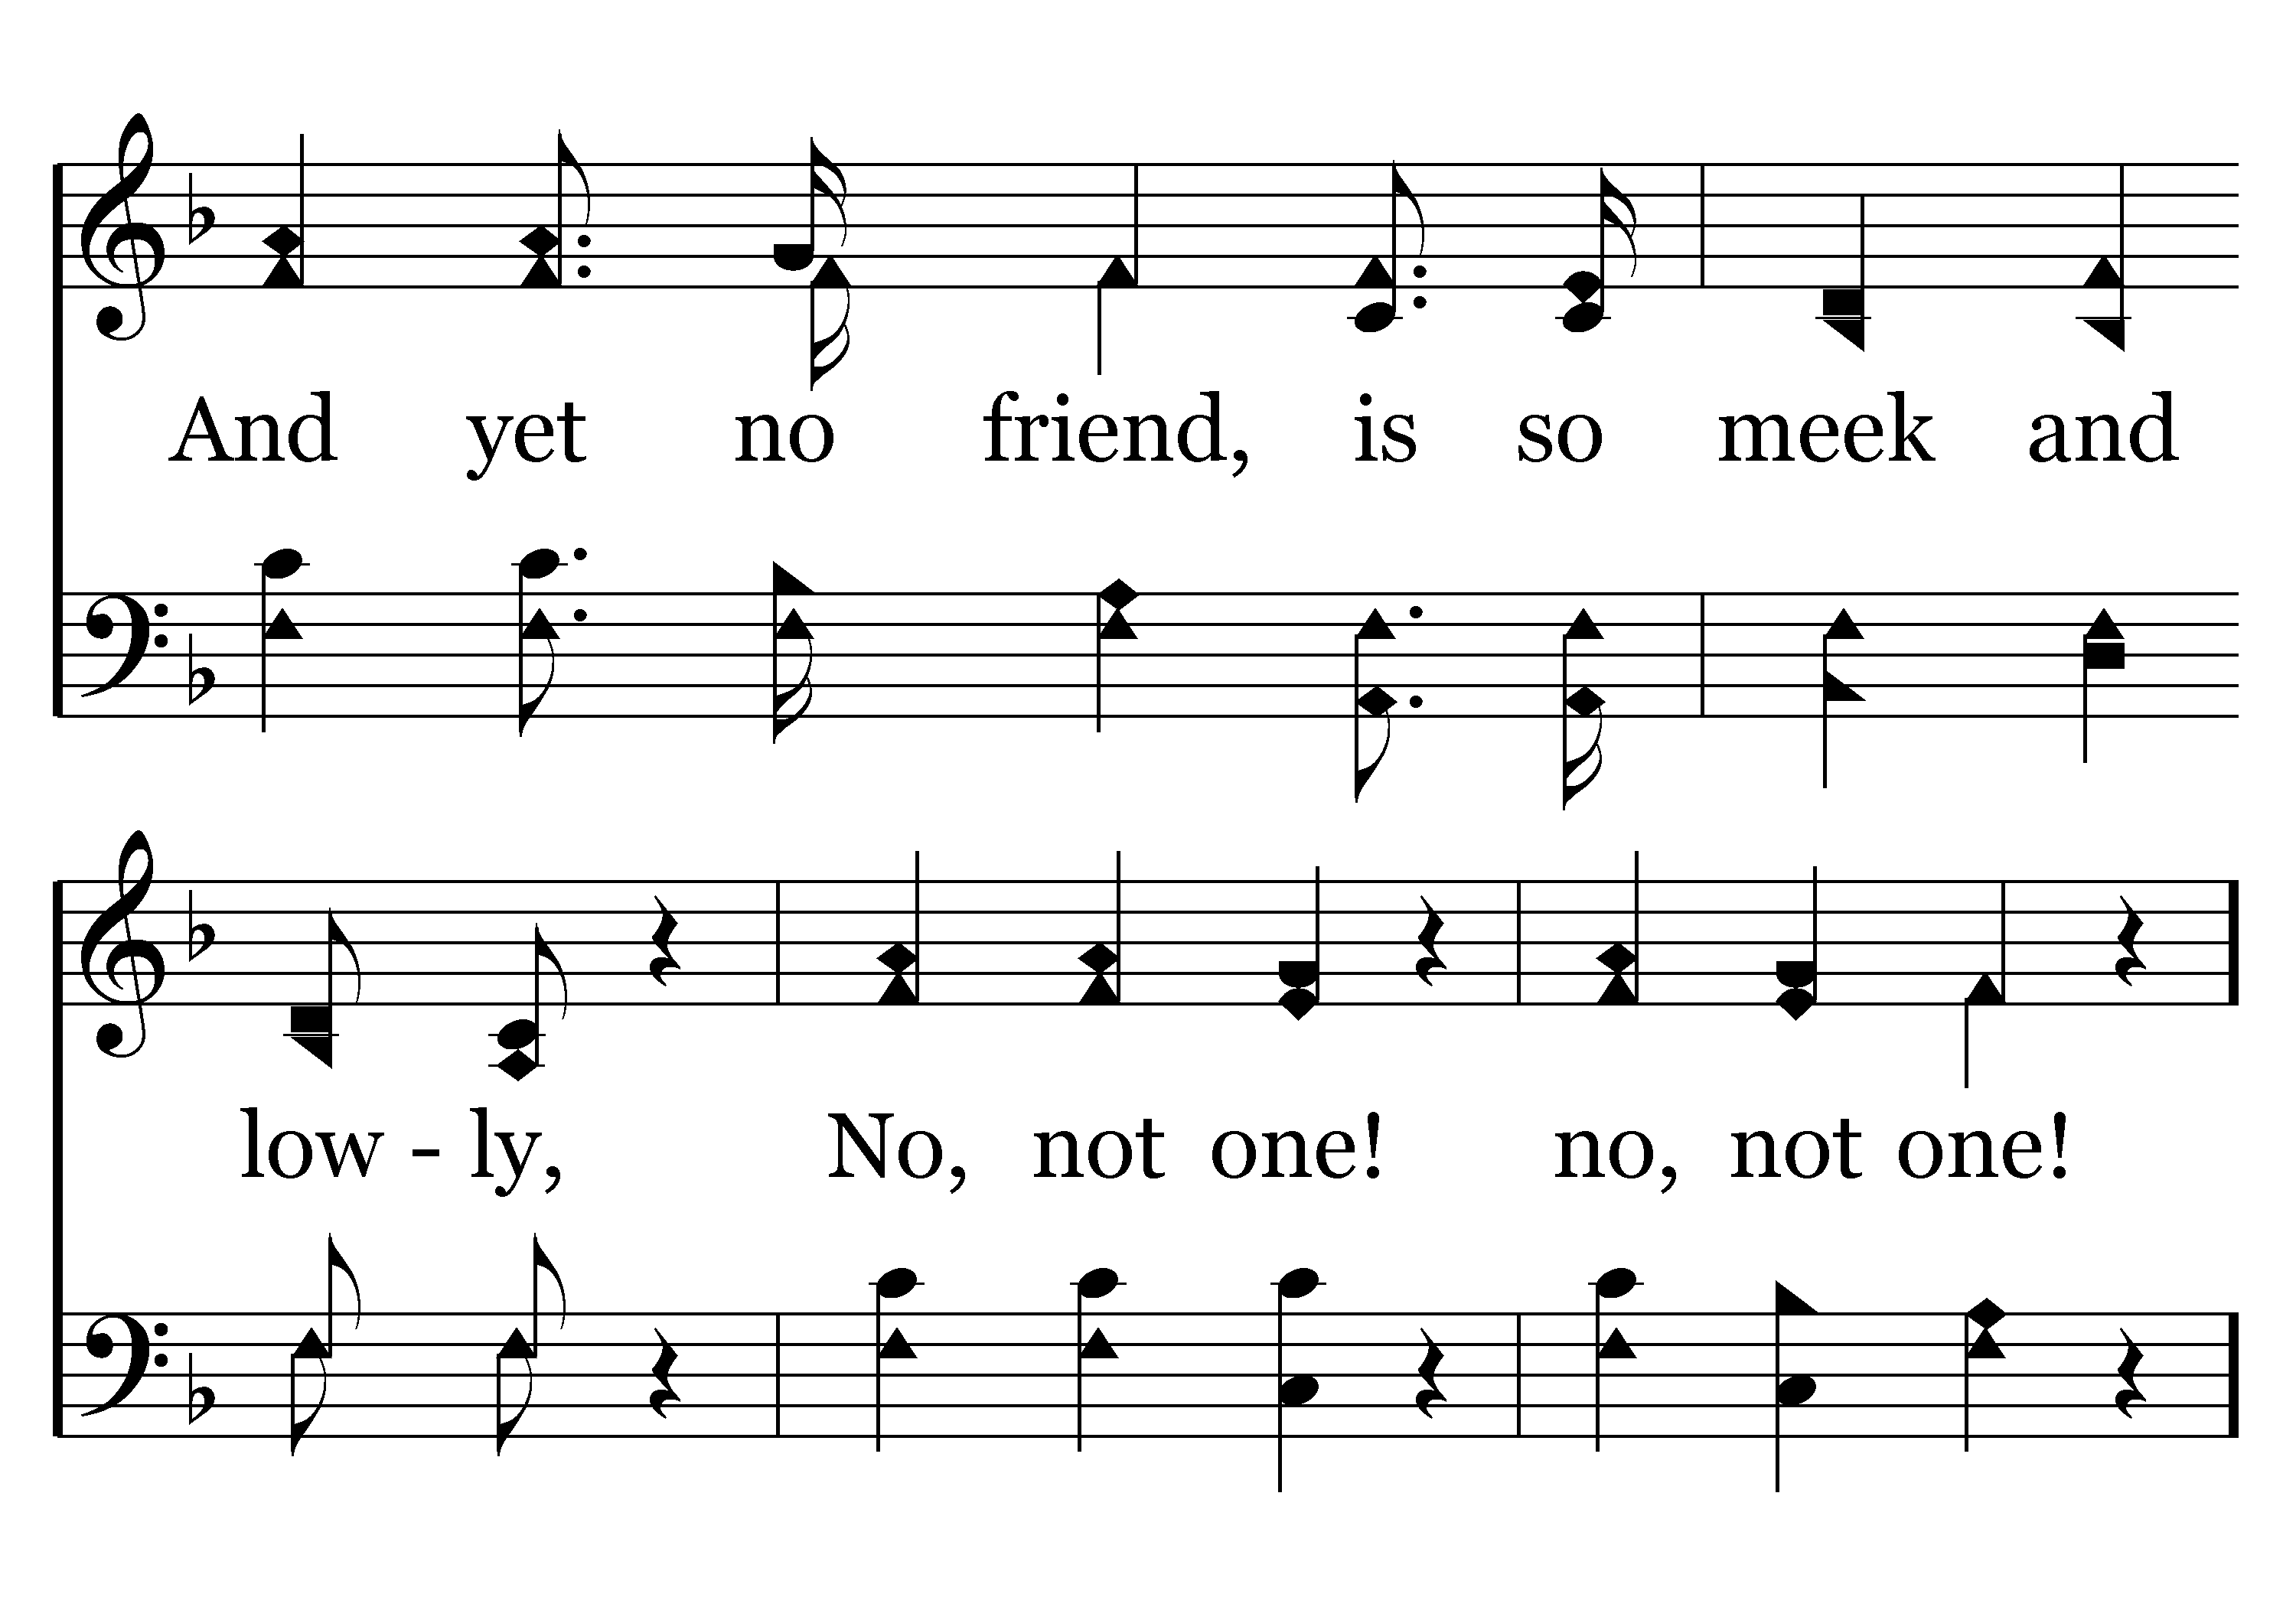 And yet no friend, is so meek and
low - ly, No, not one! no, not one!